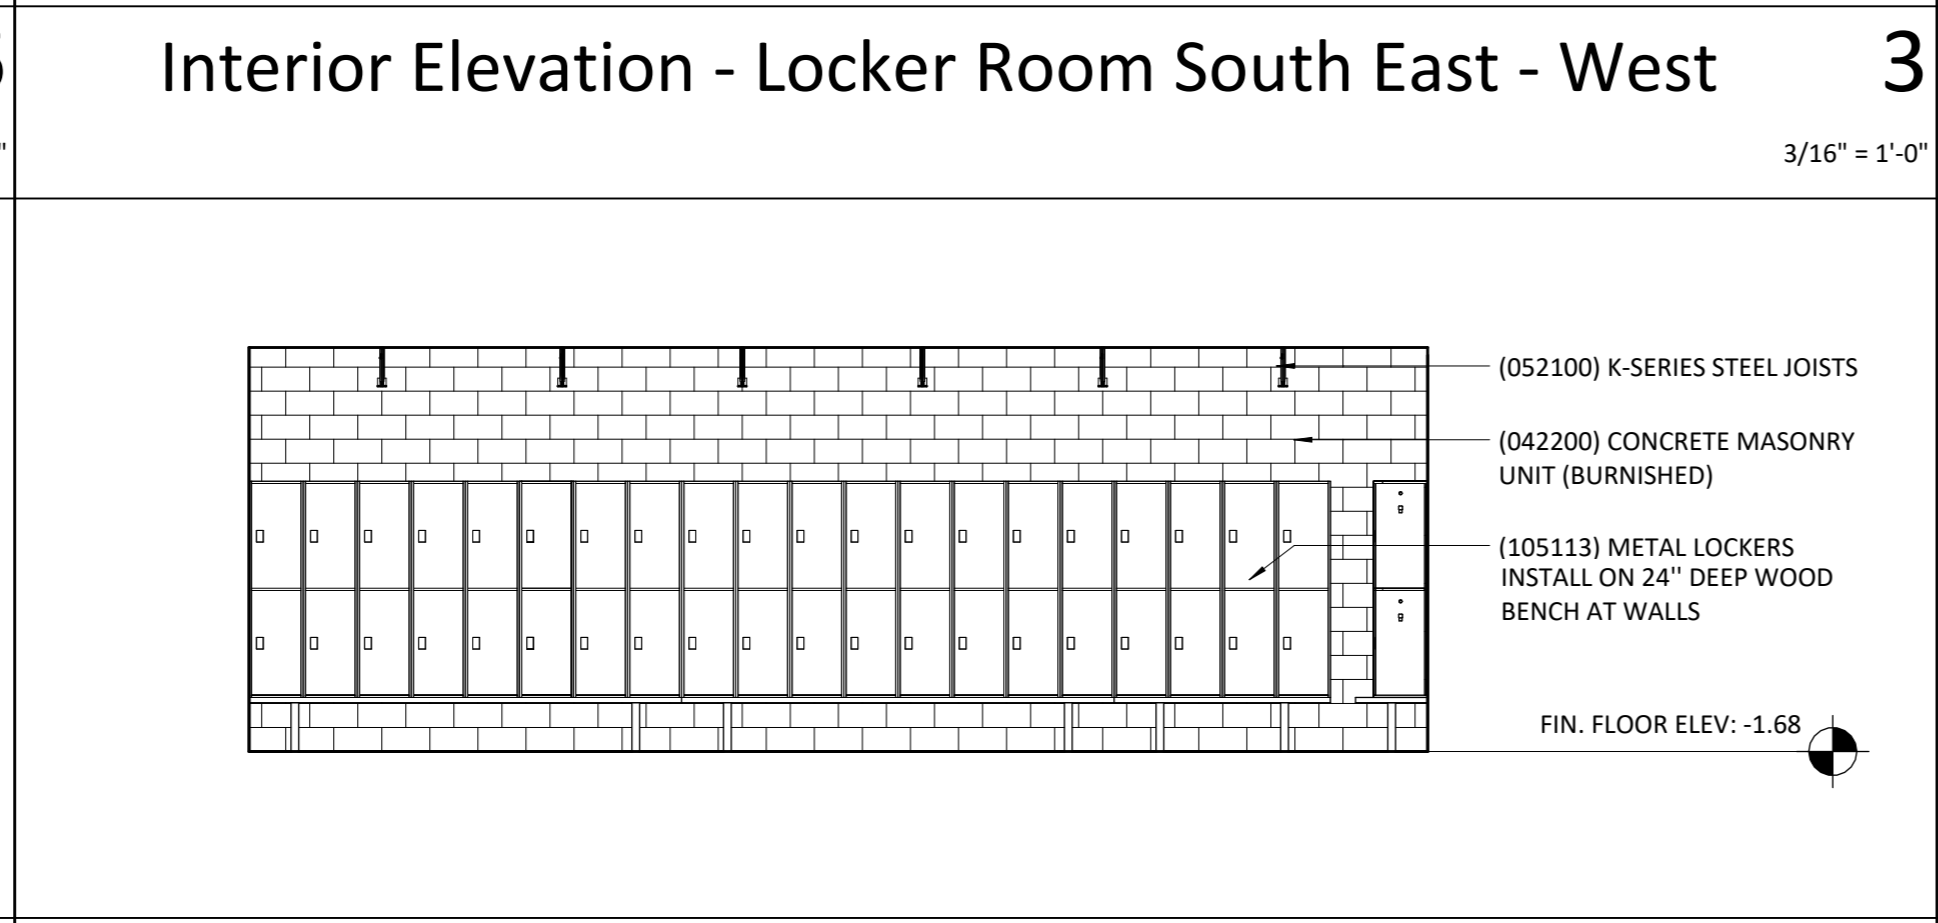 Interior Elevation - Locker Room South East - West 3
3/16" = 1'-0"
(052100) K-SERIES STEEL JOISTS
(042200) CONCRETE MASONRY
UNIT (BURNISHED)
(105113) METAL LOCKERS
INSTALL ON 24" DEEP WOOD
BENCH AT WALLS
FIN. FLOOR ELEV: -1.68